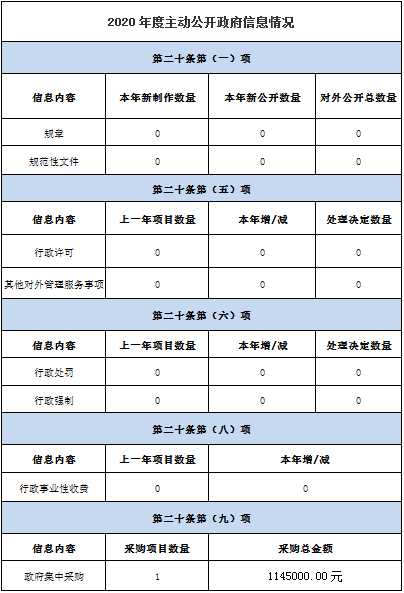 2020 年度主动公开政府信息情况
第二十条第（一）项
信息内容 本年新制作数量 本年新公开数量 对外公开总数量
规章 0 0 0
规范性文件 0 0 0
第二十条第（五）项
信息内容 上一年项目数量 本年增/减 处理决定数量
行政许可 0 0 0
其他对外管理服务事项 0 0 0
第二十条第（六）项
信息内容 上一年项目数量 本年增/减 处理决定数量
行政处罚 0 0 0
行政强制 0 0 0
第二十条第（八）项
信息内容 上一年项目数量 本年增/减
行政事业性收费 0 0
第二十条第（九）项
信息内容 采购项目数量 采购总金额
政府集中采购 1 1145000.00 元